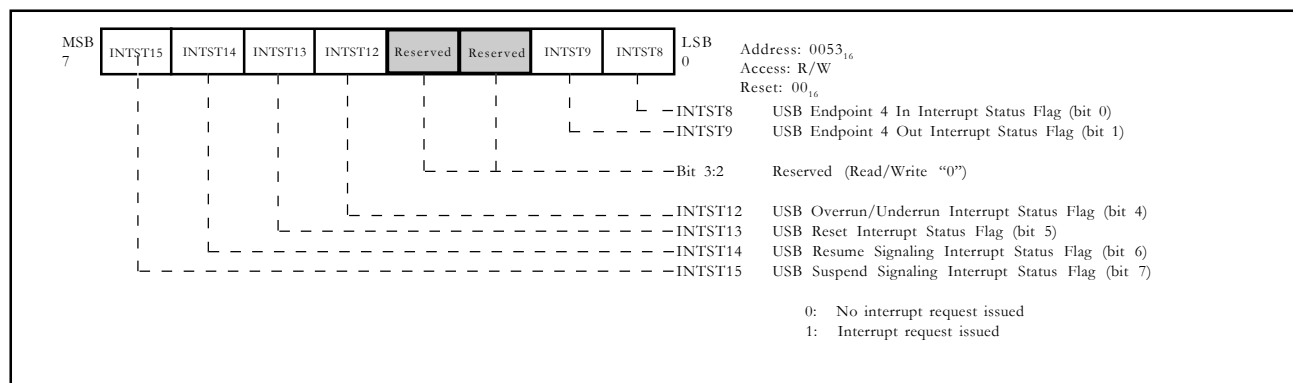 MSB
7
INTST15 INTST14 INTST13 INTST12 Reserved Reserved INTST9 INTST8
LSB
0
Address: 0053₁₆
Access: R/W
Reset: 00₁₆
INTST8 USB Endpoint 4 In Interrupt Status Flag (bit 0)
INTST9 USB Endpoint 4 Out Interrupt Status Flag (bit 1)
Bit 3:2 Reserved (Read/Write “0”)
INTST12 USB Overrun/Underrun Interrupt Status Flag (bit 4)
INTST13 USB Reset Interrupt Status Flag (bit 5)
INTST14 USB Resume Signaling Interrupt Status Flag (bit 6)
INTST15 USB Suspend Signaling Interrupt Status Flag (bit 7)
0: No interrupt request issued
1: Interrupt request issued